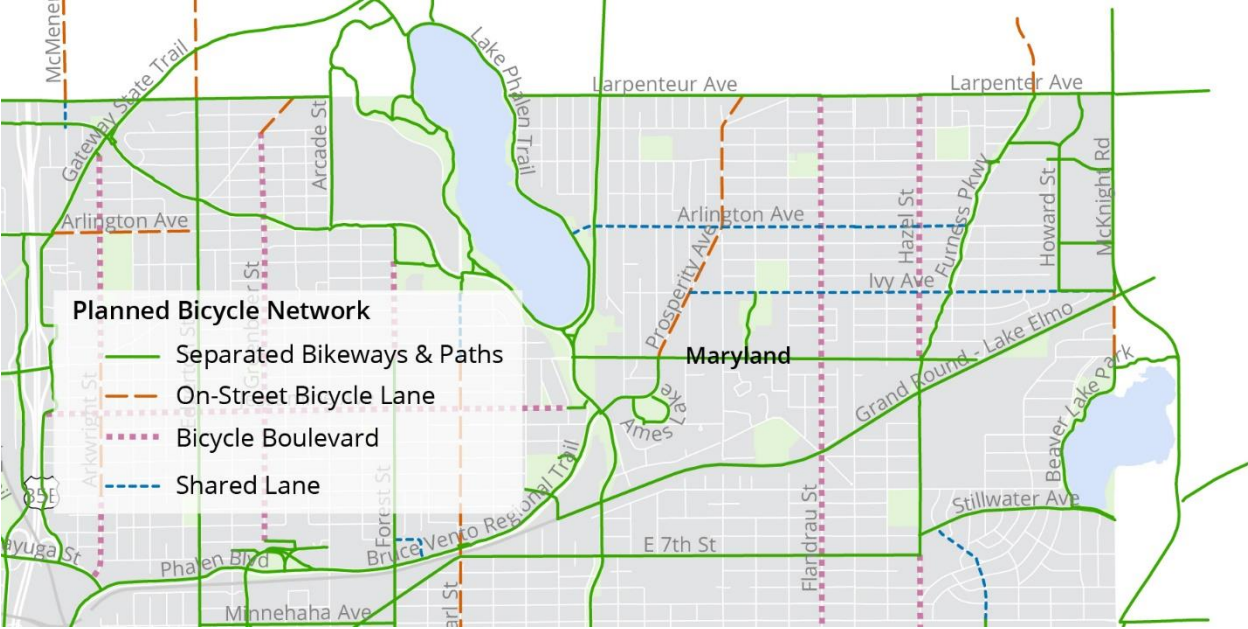 McMenem
Gateway State Trail
Lake Phalen Trail
Larpenteur Ave
Larpenter Ave
Arcade St
Arlington Ave
Arlington Ave
Prosperity Ave
Hazel St
Furness Pkwy
Howard St
McKnight Rd
Ivy Ave
Planned Bicycle Network
Separated Bikeways & Paths
On-Street Bicycle Lane
Bicycle Boulevard
Shared Lane
Maryland
Grand Round - Lake Elmo
Ames Lake
Beaver Lake Park
Arkwright St
35E
Forest St
Bruce Vento Regional Trail
Flandrau St
Stillwater Ave
ayuga St
Phalen Blvd
E 7th St
Minnehaha Ave
arl St